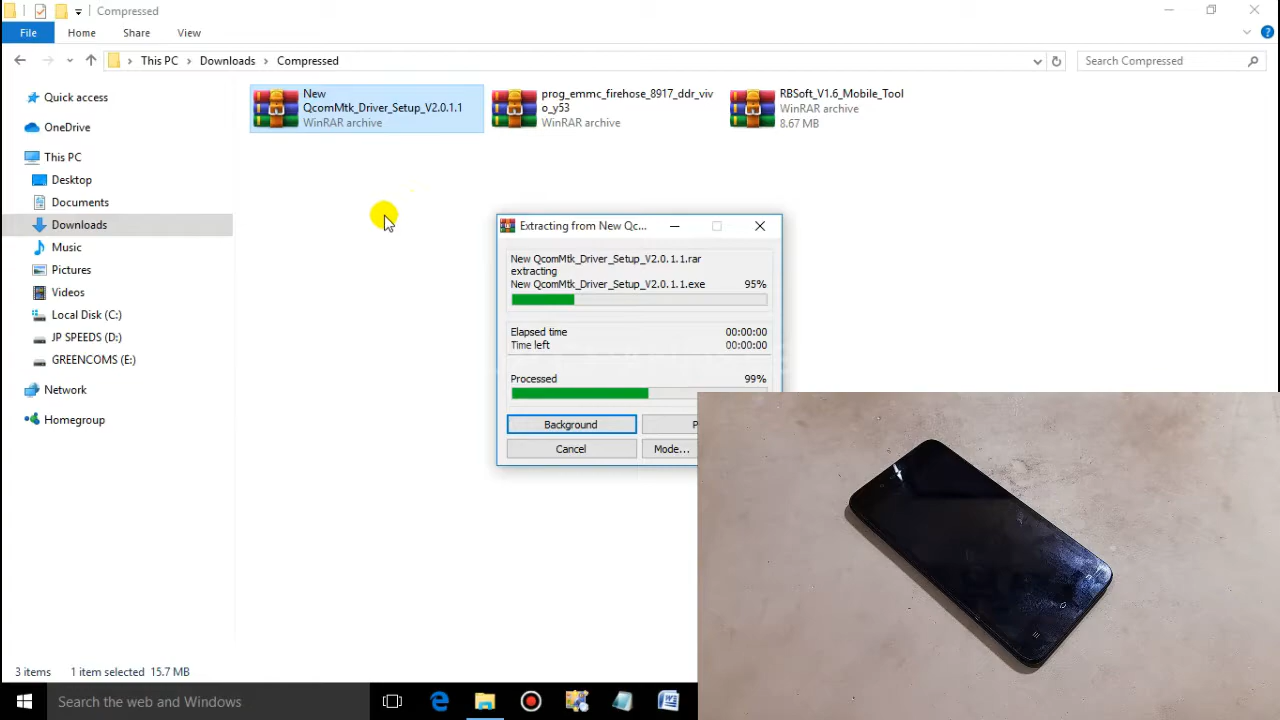 Compressed
File Home Share View
This PC Downloads Compressed Search Compressed
Quick access
OneDrive
This PC
Desktop
Documents
Downloads
Music
Pictures
Videos
Local Disk (C:)
JP SPEEDS (D:)
GREENCOMS (E:)
Network
Homegroup
New
QcomMtk_Driver_Setup_V2.0.1.1
WinRAR archive
prog_emmc_firehose_8917_ddr_viv
o_y53
WinRAR archive
RBSoft_V1.6_Mobile_Tool
WinRAR archive
8.67 MB
Extracting from New Qc...
New QcomMtk_Driver_Setup_V2.0.1.1.rar
extracting
New QcomMtk_Driver_Setup_V2.0.1.1.exe 95%
Elapsed time 00:00:00
Time left 00:00:00
Processed 99%
Background P
Cancel Mode...
3 items 1 item selected 15.7 MB
Search the web and Windows